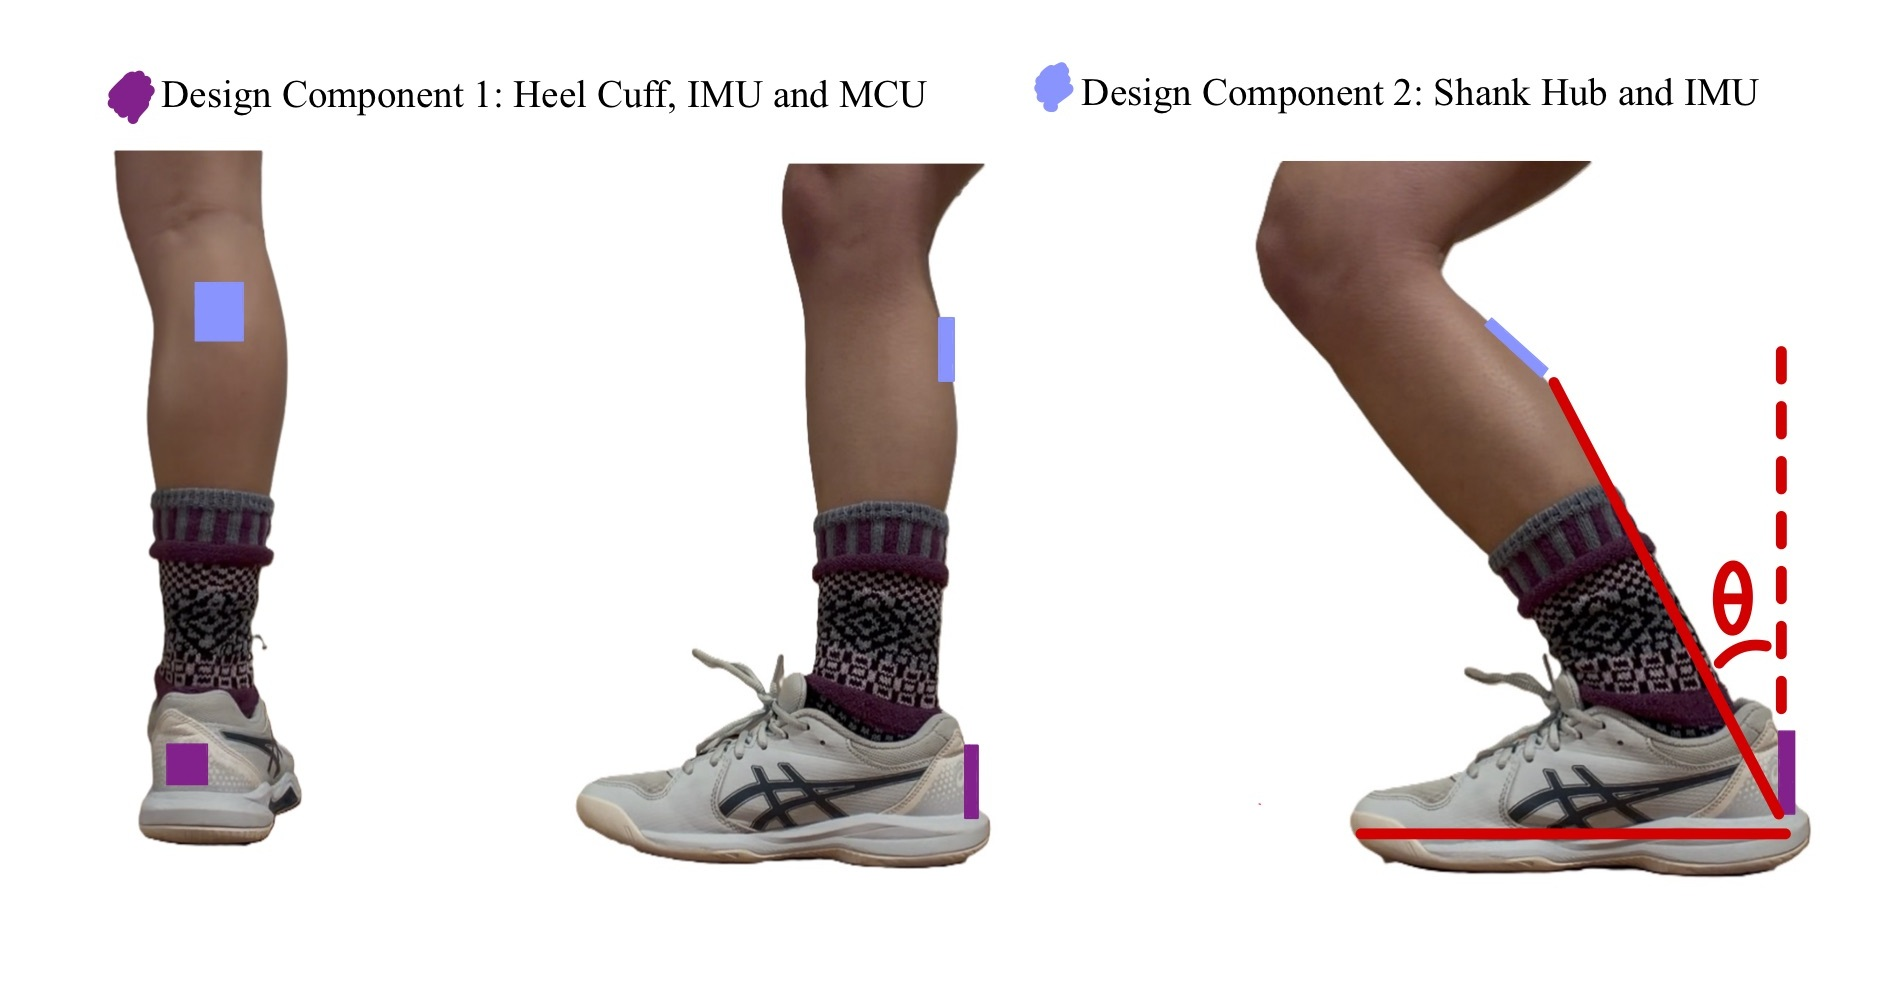 Design Component 1: Heel Cuff, IMU and MCU
Design Component 2: Shank Hub and IMU
θ